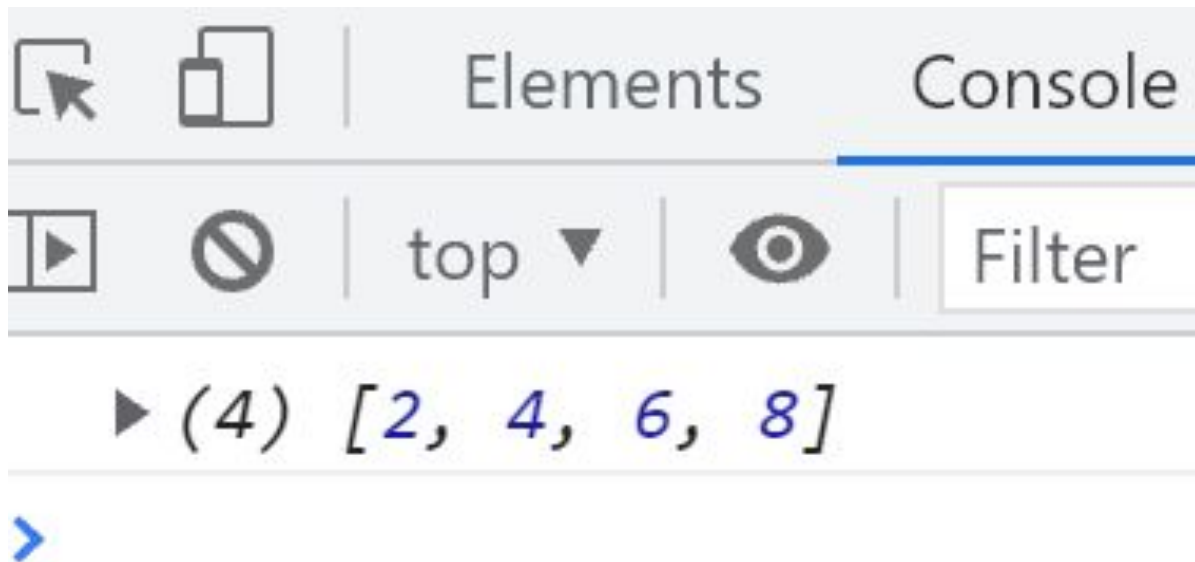 Elements Console
top Filter
(4) [2, 4, 6, 8]